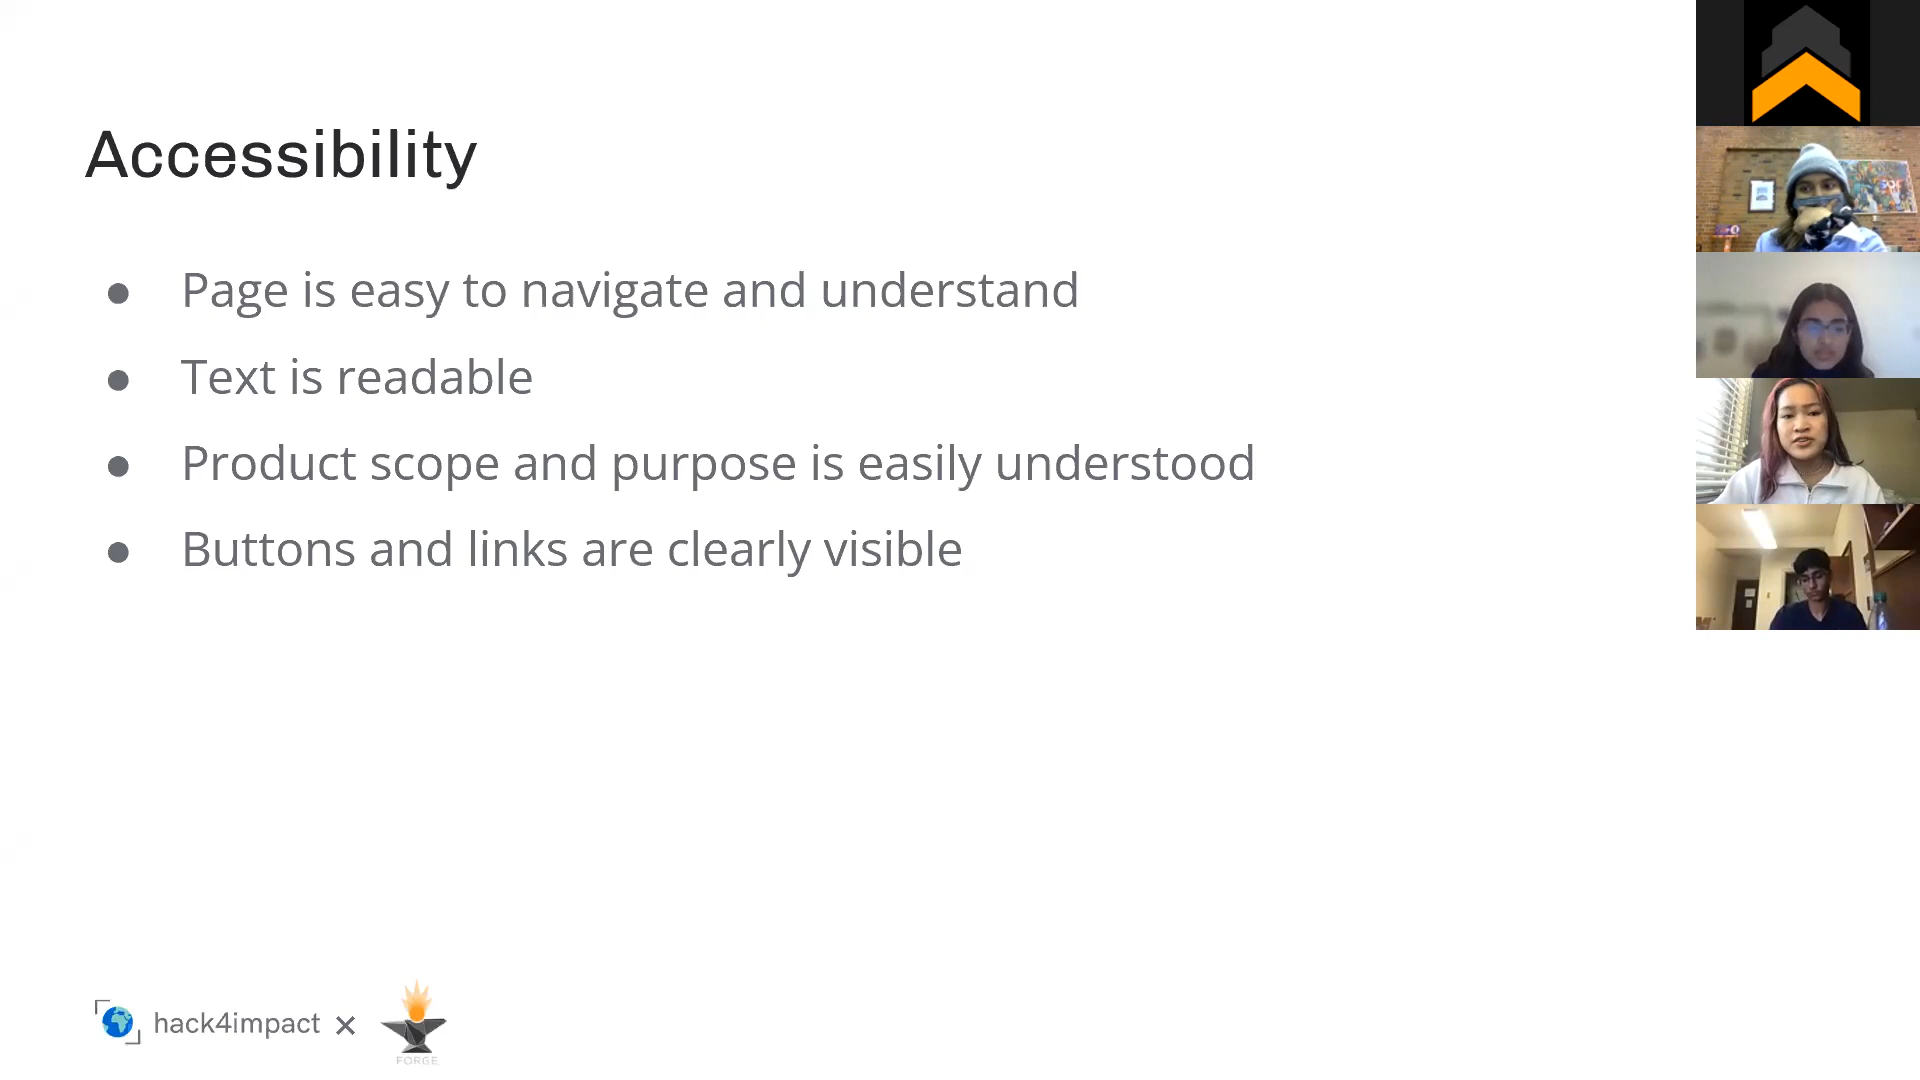 Accessibility
● Page is easy to navigate and understand
● Text is readable
● Product scope and purpose is easily understood
● Buttons and links are clearly visible
hack4impact ×
FORGE